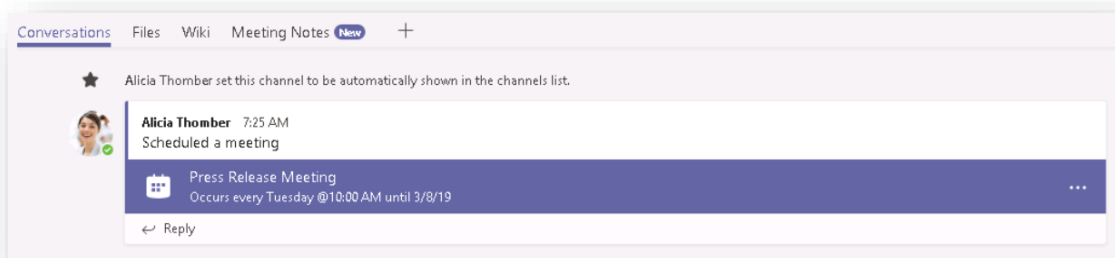 Conversations Files Wiki Meeting Notes New
Alicia Thomber set this channel to be automatically shown in the channels list.
Alicia Thomber 7:25 AM
Scheduled a meeting
Press Release Meeting
Occurs every Tuesday @10:00 AM until 3/8/19
Reply